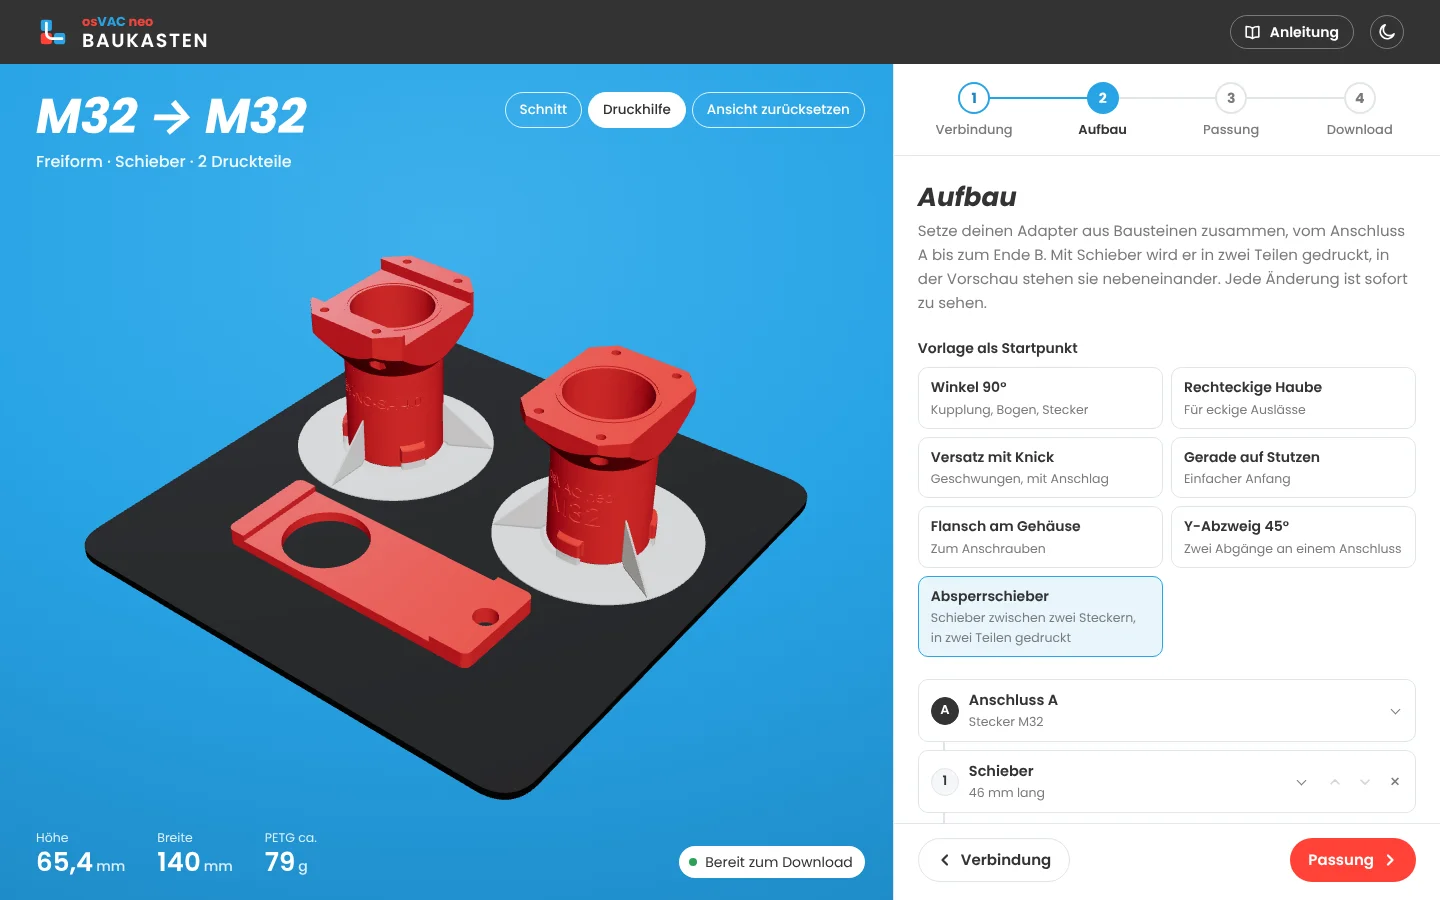 osVAC neo
BAUKASTEN
Anleitung
M32 → M32
Freiform · Schieber · 2 Druckteile
Schnitt
Druckhilfe
Ansicht zurücksetzen
1
2
3
4
Verbindung
Aufbau
Passung
Download
Aufbau
Setze deinen Adapter aus Bausteinen zusammen, vom Anschluss
A bis zum Ende B. Mit Schieber wird er in zwei Teilen gedruckt, in
der Vorschau stehen sie nebeneinander. Jede Änderung ist sofort
zu sehen.
Vorlage als Startpunkt
Winkel 90°
Kupplung, Bogen, Stecker
Rechteckige Haube
Für eckige Auslässe
Versatz mit Knick
Geschwungen, mit Anschlag
Gerade auf Stutzen
Einfacher Anfang
Flansch am Gehäuse
Zum Anschrauben
Y-Abzweig 45°
Zwei Abgänge an einem Anschluss
Absperrschieber
Schieber zwischen zwei Steckern,
in zwei Teilen gedruckt
A
Anschluss A
Stecker M32
1
Schieber
46 mm lang
M32
Höhe
65,4 mm
Breite
140 mm
PETG ca.
79 g
Bereit zum Download
Verbindung
Passung